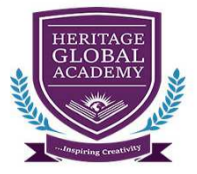 HERITAGE
GLOBAL
ACADEMY
...Inspiring Creativity